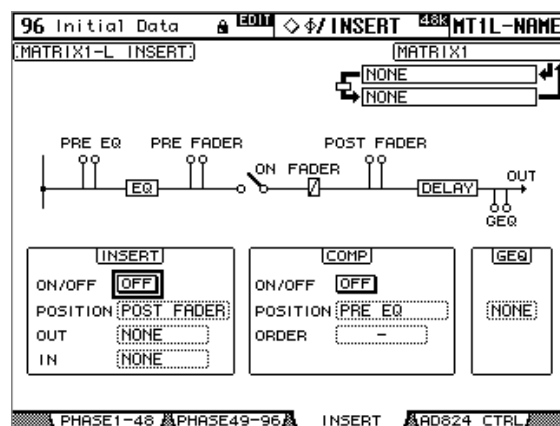 96 Initial Data EDIT ◇ φ/INSERT 48k MT1L-NAME
MATRIX1-L INSERT
MATRIX1
NONE
NONE
PRE EQ PRE FADER POST FADER
ON FADER
OUT
EQ DELAY
GEQ
INSERT
ON/OFF OFF
POSITION POST FADER
OUT NONE
IN NONE
COMP
ON/OFF OFF
POSITION PRE EQ
ORDER -
GEQ
NONE
PHASE1-48 PHASE49-96 INSERT AD824 CTRL